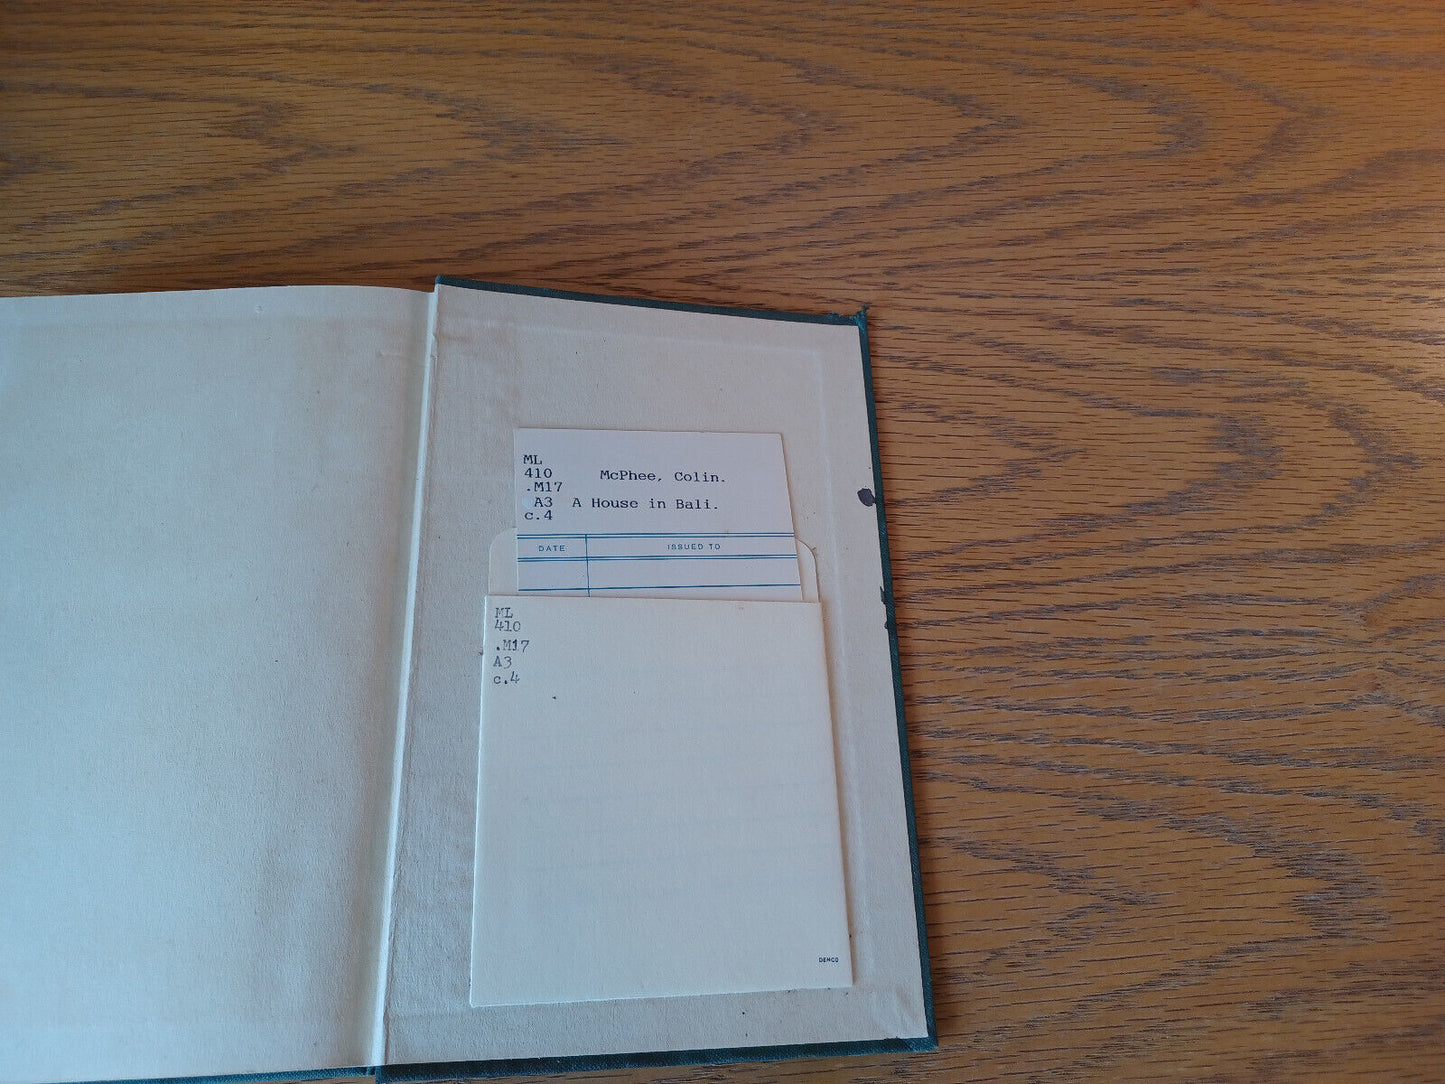 ML
410 McPhee, Colin.
.M17
A3 A House in Bali.
c.4
DATE ISSUED TO
ML
410
.M17
A3
c.4
DEMCO